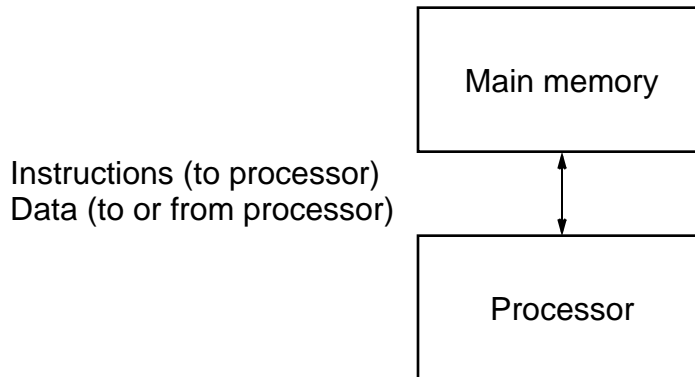 Main memory
Instructions (to processor)
Data (to or from processor)
Processor